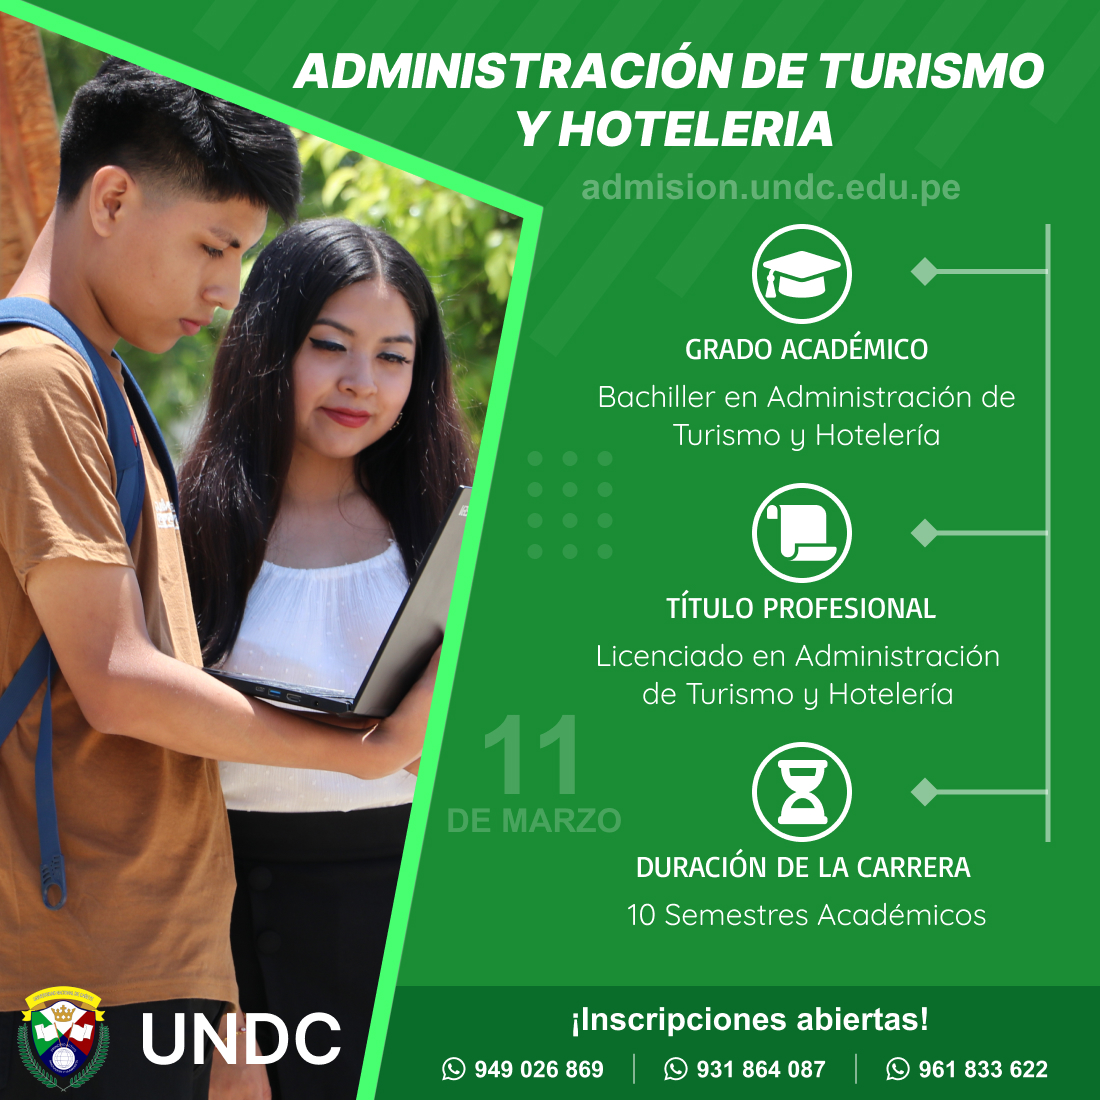 ADMINISTRACIÓN DE TURISMO
Y HOTELERIA
admision.undc.edu.pe
GRADO ACADÉMICO
Bachiller en Administración de
Turismo y Hotelería
TÍTULO PROFESIONAL
Licenciado en Administración
de Turismo y Hotelería
11
DE MARZO
DURACIÓN DE LA CARRERA
10 Semestres Académicos
UNDC
¡Inscripciones abiertas!
949 026 869
931 864 087
961 833 622